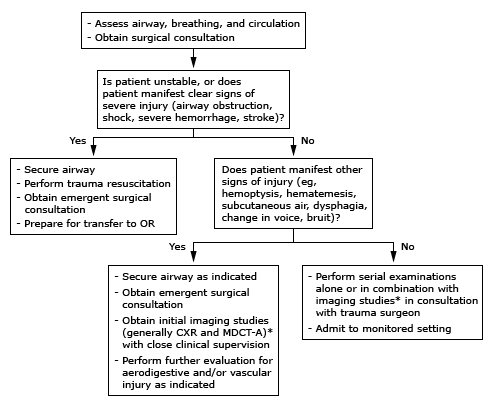 - Assess airway, breathing, and circulation
- Obtain surgical consultation
Is patient unstable, or does
patient manifest clear signs of
severe injury (airway obstruction,
shock, severe hemorrhage, stroke)?
Yes
No
- Secure airway
- Perform trauma resuscitation
- Obtain emergent surgical
consultation
- Prepare for transfer to OR
Does patient manifest other
signs of injury (eg,
hemoptysis, hematemesis,
subcutaneous air, dysphagia,
change in voice, bruit)?
Yes
No
- Secure airway as indicated
- Obtain emergent surgical
consultation
- Obtain initial imaging studies
(generally CXR and MDCT-A)*
with close clinical supervision
- Perform further evaluation for
aerodigestive and/or vascular
injury as indicated
- Perform serial examinations
alone or in combination with
imaging studies* in consultation
with trauma surgeon
- Admit to monitored setting